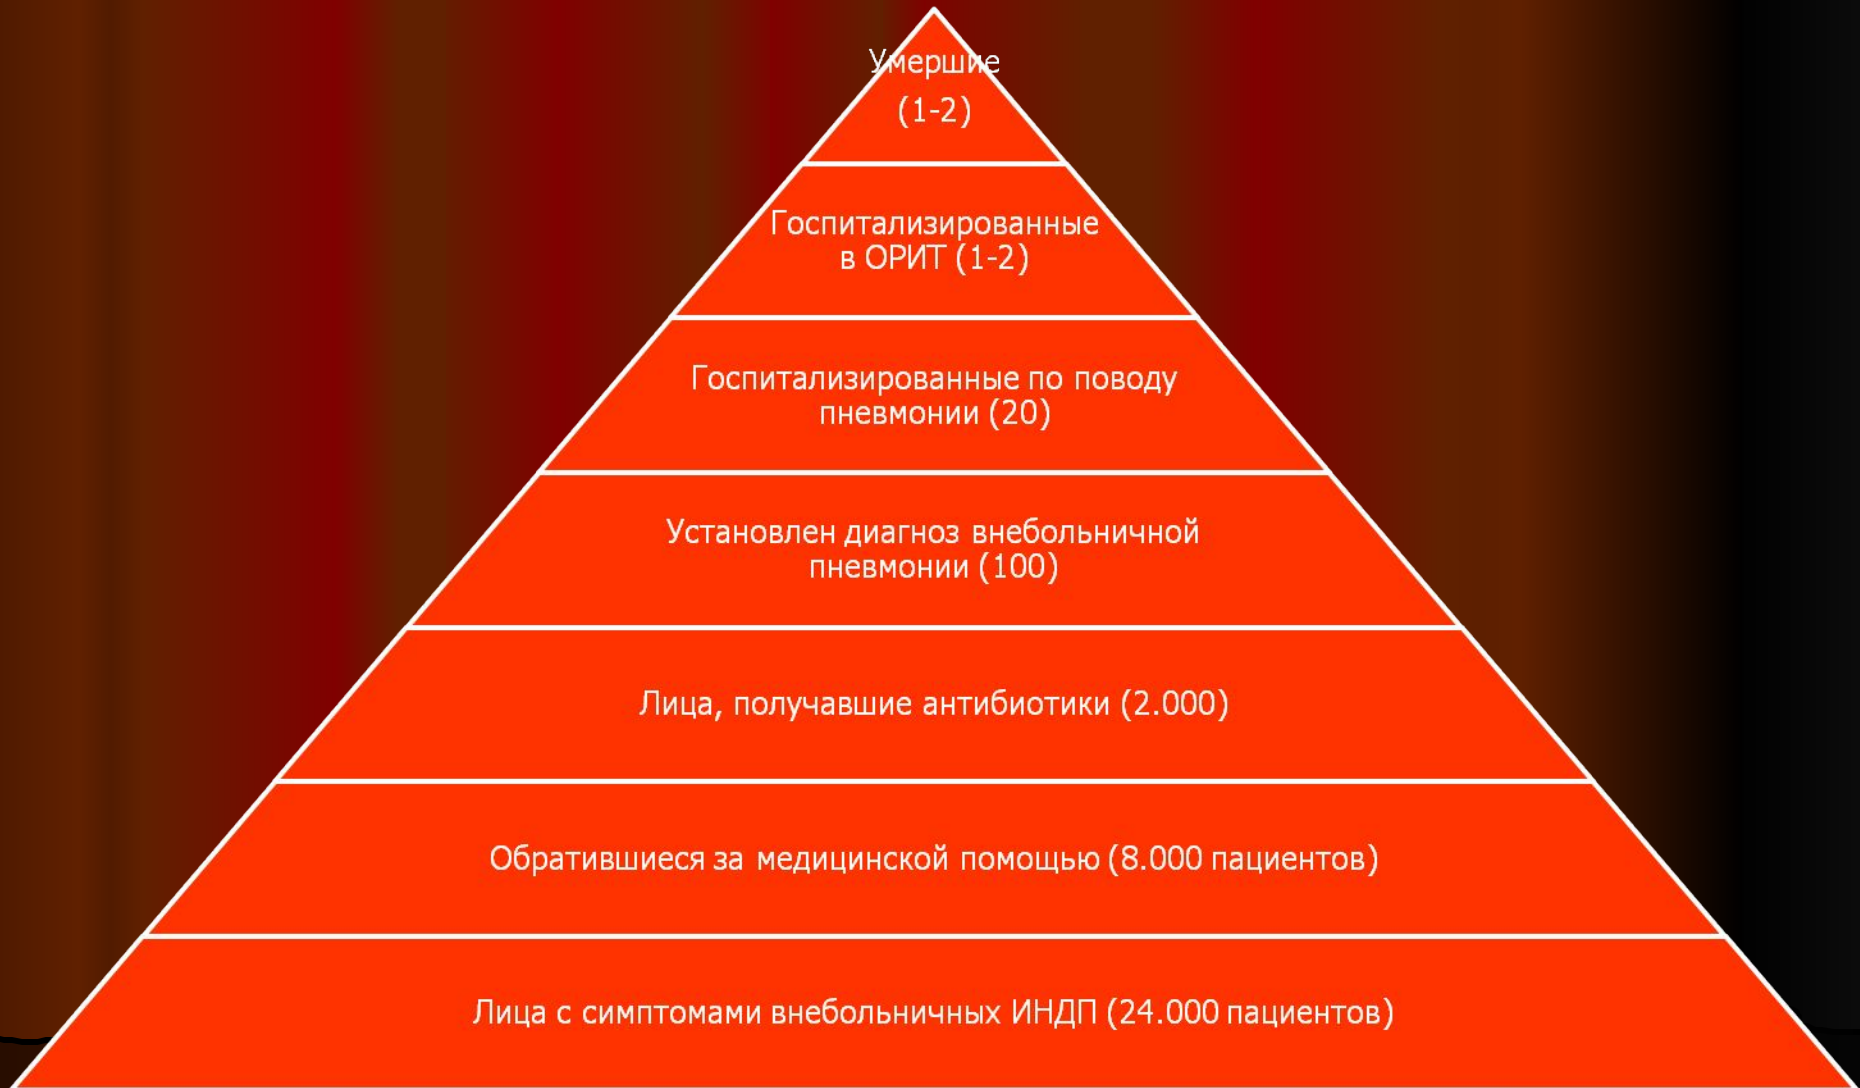 Умершие
(1-2)
Госпитализированные
в ОРИТ (1-2)
Госпитализированные по поводу
пневмонии (20)
Установлен диагноз внебольничной
пневмонии (100)
Лица, получавшие антибиотики (2.000)
Обратившиеся за медицинской помощью (8.000 пациентов)
Лица с симптомами внебольничных ИНДП (24.000 пациентов)